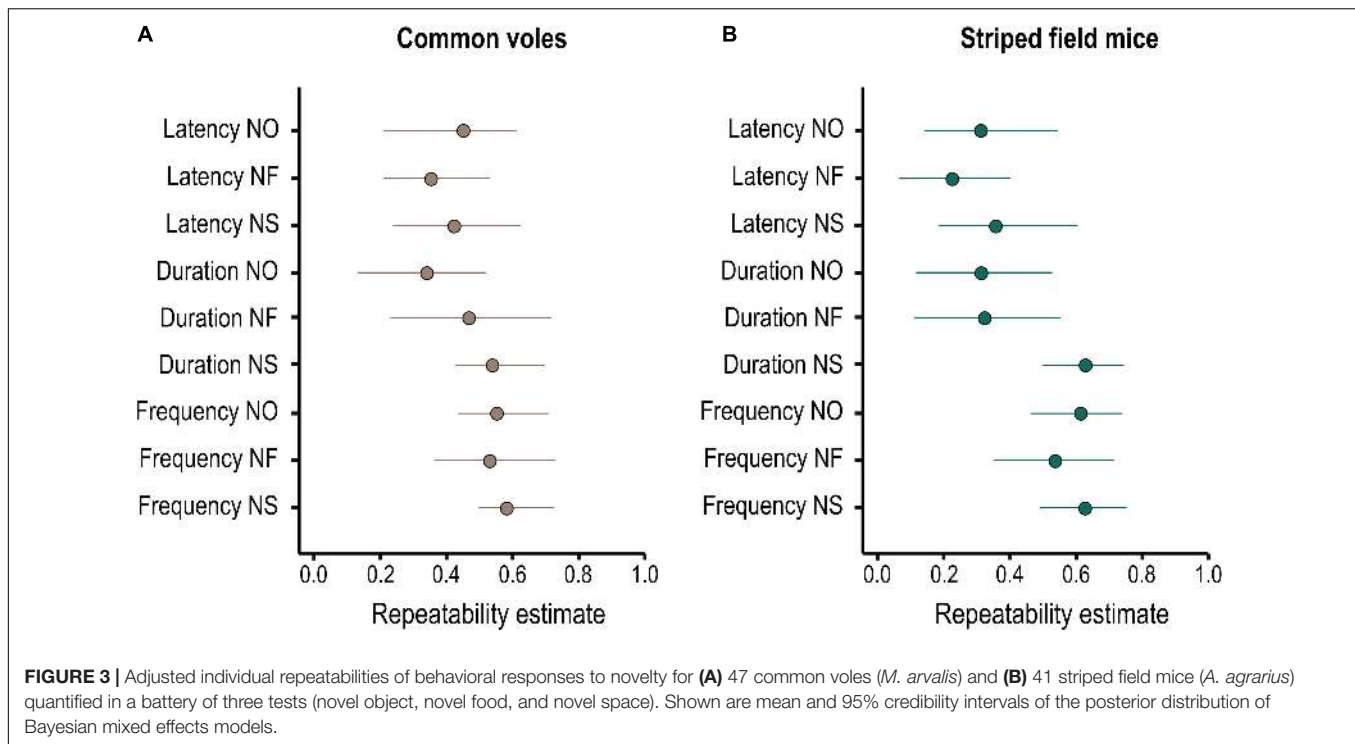 A
Common voles
Latency NO
Latency NF
Latency NS
Duration NO
Duration NF
Duration NS
Frequency NO
Frequency NF
Frequency NS
0.0 0.2 0.4 0.6 0.8 1.0
Repeatability estimate
B
Striped field mice
Latency NO
Latency NF
Latency NS
Duration NO
Duration NF
Duration NS
Frequency NO
Frequency NF
Frequency NS
0.0 0.2 0.4 0.6 0.8 1.0
Repeatability estimate
FIGURE 3 | Adjusted individual repeatabilities of behavioral responses to novelty for (A) 47 common voles (M. arvalis) and (B) 41 striped field mice (A. agrarius)
quantified in a battery of three tests (novel object, novel food, and novel space). Shown are mean and 95% credibility intervals of the posterior distribution of
Bayesian mixed effects models.